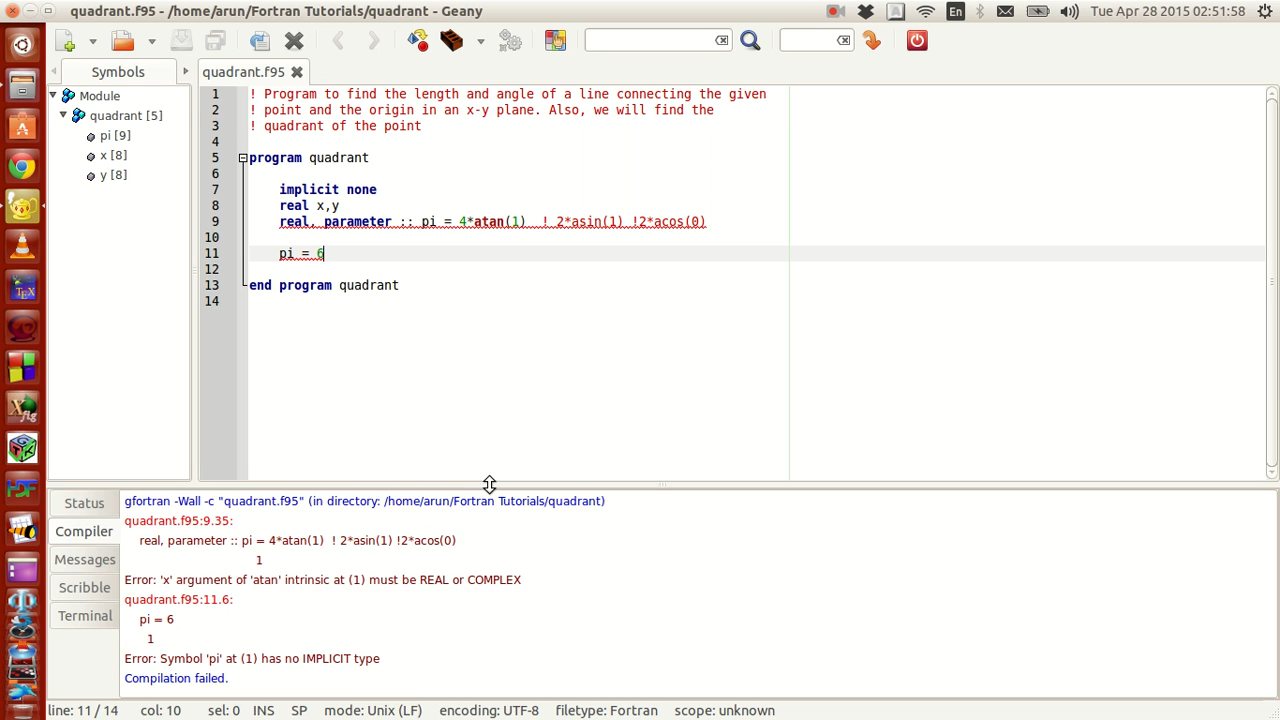 quadrant.f95 - /home/arun/Fortran Tutorials/quadrant - Geany
En
Tue Apr 28 2015 02:51:58
Symbols
quadrant.f95
Module
quadrant [5]
pi [9]
x [8]
y [8]
1 ! Program to find the length and angle of a line connecting the given
2 ! point and the origin in an x-y plane. Also, we will find the
3 ! quadrant of the point
4
5 program quadrant
6
7 implicit none
8 real x,y
9 real, parameter :: pi = 4*atan(1)  ! 2*asin(1) !2*acos(0)
10
11 pi = 6
12
13 end program quadrant
14
Status
Compiler
Messages
Scribble
Terminal
gfortran -Wall -c "quadrant.f95" (in directory: /home/arun/Fortran Tutorials/quadrant)
quadrant.f95:9.35:
real, parameter :: pi = 4*atan(1)  ! 2*asin(1) !2*acos(0)
1
Error: 'x' argument of 'atan' intrinsic at (1) must be REAL or COMPLEX
quadrant.f95:11.6:
pi = 6
1
Error: Symbol 'pi' at (1) has no IMPLICIT type
Compilation failed.
line: 11 / 14 col: 10 sel: 0 INS SP mode: Unix (LF) encoding: UTF-8 filetype: Fortran scope: unknown